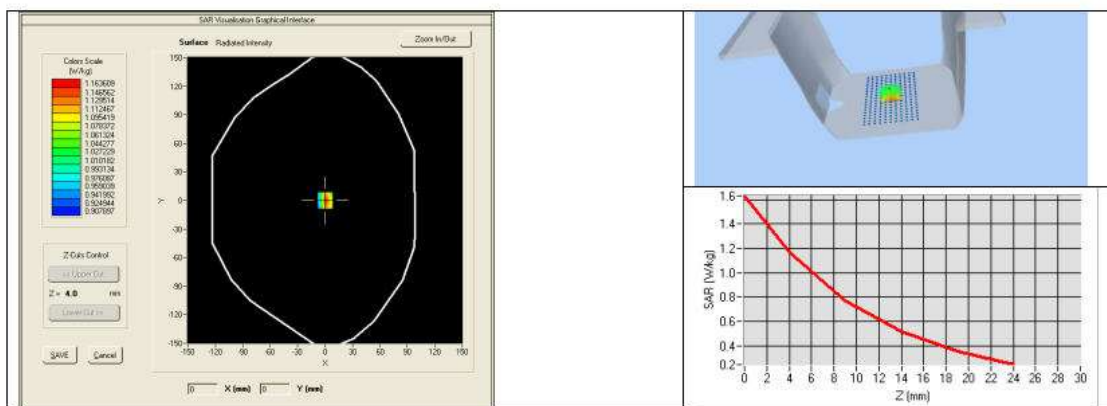 SAR Visualisation Graphical Interface
Surface Radiated Intensity
Zoom In/Out
Colors Scale
(W/kg)
1.163609
1.146562
1.129514
1.112467
1.095419
1.078372
1.061324
1.044277
1.027229
1.010182
0.993134
0.976087
0.959039
0.941992
0.924944
0.907897
Z-Cuts Control
<< Upper Cut
Z = 4.0 mm
Lower Cut >>
SAVE Cancel
150
120
90
60
30
0
-30
-60
-90
-120
-150
Y
-150 -120 -90 -60 -30 0 30 60 90 120 150
X
0 X (mm) 0 Y (mm)
1.6
1.4
1.2
1.0
0.8
0.6
0.4
0.2
SAR (W/kg)
0 2 4 6 8 10 12 14 16 18 20 22 24 26 28 30
Z (mm)